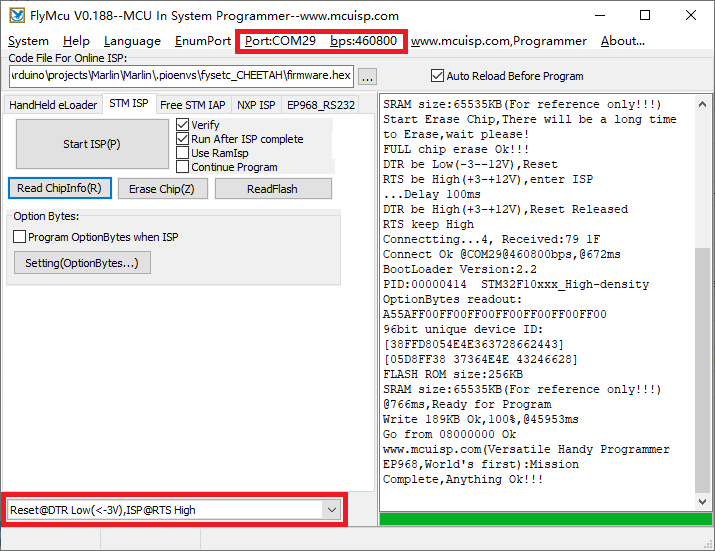 FlyMcu V0.188--MCU In System Programmer--www.mcuisp.com
System Help Language EnumPort Port:COM29 bps:460800 www.mcuisp.com,Programmer About...
Code File For Online ISP:
\rduino\projects\Marlin\Marlin\.pioenvs\fysetc_CHEETAH\firmware.hex ... Auto Reload Before Program
HandHeld eLoader STM ISP Free STM IAP NXP ISP EP968_RS232
Start ISP(P)
Verify
Run After ISP complete
Use RamIsp
Continue Program
Read ChipInfo(R) Erase Chip(Z) ReadFlash
Option Bytes:
Program OptionBytes when ISP
Setting(OptionBytes...)
Reset@DTR Low(<-3V),ISP@RTS High
SRAM size:65535KB(For reference only!!!)
Start Erase Chip,There will be a long time
to Erase,wait please!
FULL chip erase Ok!!!
DTR be Low(-3--12V),Reset
RTS be High(+3-+12V),enter ISP
...Delay 100ms
DTR be High(+3-+12V),Reset Released
RTS keep High
Connectting...4, Received:79 1F
Connect Ok @COM29@460800bps,@672ms
BootLoader Version:2.2
PID:00000414 STM32F10xxx_High-density
OptionBytes readout:
A55AFF00FF00FF00FF00FF00FF00FF00
96bit unique device ID:
[38FFD8054E4E363728662443]
[05D8FF38 37364E4E 43246628]
FLASH ROM size:256KB
SRAM size:65535KB(For reference only!!!)
@766ms,Ready for Program
Write 189KB Ok,100%,@45953ms
Go from 08000000 Ok
www.mcuisp.com(Versatile Handy Programmer
EP968,World's first):Mission
Complete,Anything Ok!!!